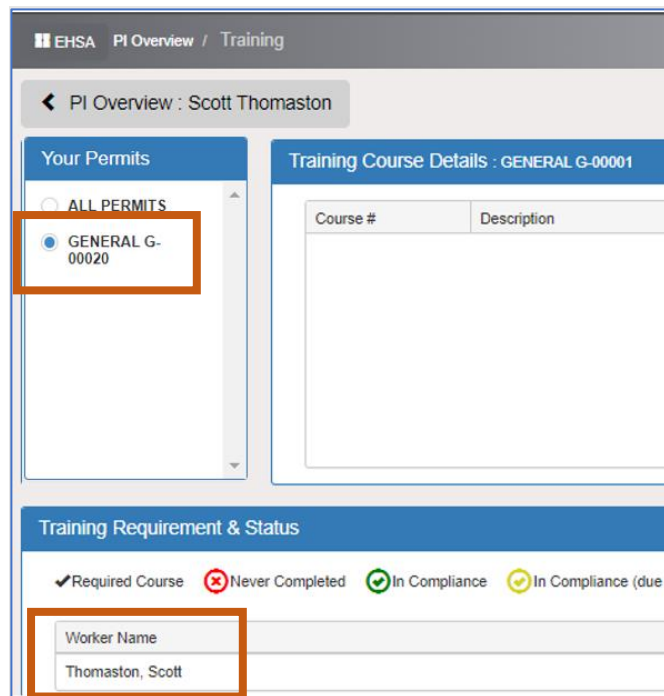 EHSA PI Overview / Training
PI Overview : Scott Thomaston
Your Permits
ALL PERMITS
GENERAL G-
00020
Training Course Details : GENERAL G-00001
Course # Description
Training Requirement & Status
Required Course Never Completed In Compliance In Compliance (due
Worker Name
Thomaston, Scott